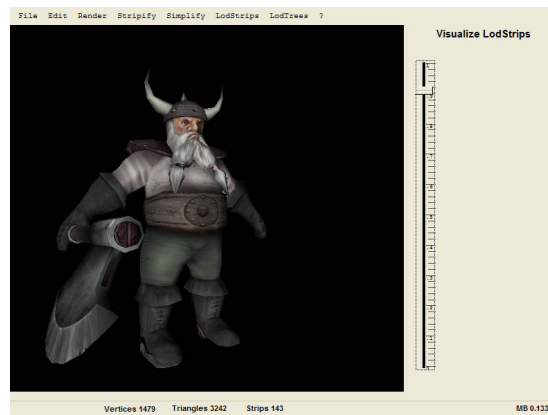 File Edit Render Stripify Simplify LodStrips LodTrees ?
Visualize LodStrips
Vertices 1479 Triangles 3242 Strips 143 MB 0.133